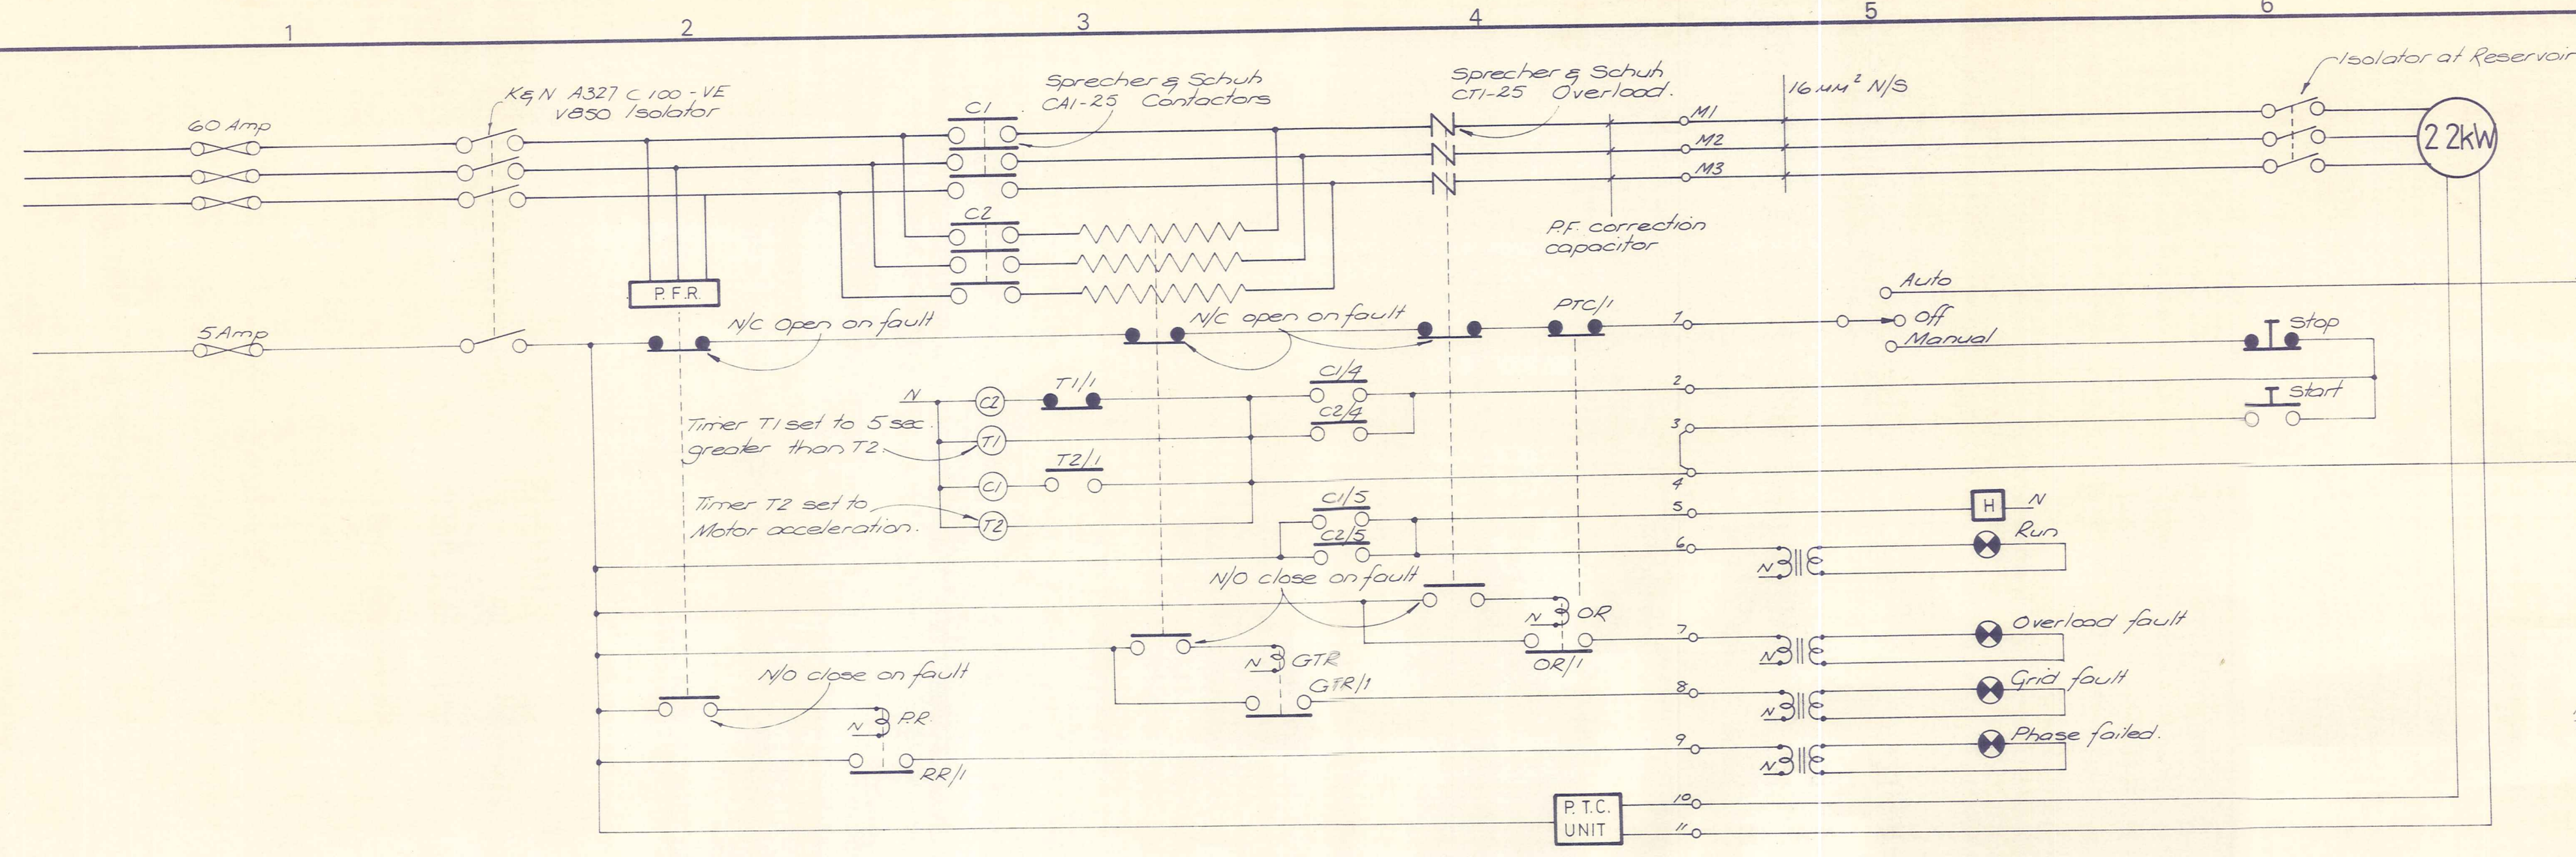 1
2
3
4
5
6
K&N A327 C 100 - VE
V850 Isolator
Sprecher & Schuh
CA1-25 Contactors
Sprecher & Schuh
CT1-25 Overload.
16 MM² N/S
Isolator at Reservoir
60 Amp
C1
M1
M2
M3
22kW
C2
P.F. correction
capacitor
P.F.R.
N/C Open on fault
N/C open on fault
PTC/1
Auto
Off
Manual
Stop
Start
5 Amp
1
N
C2
T1/1
C1/4
C2/4
2
Timer T1 set to 5 sec.
greater than T2.
T1
3
C1
T2/1
4
Timer T2 set to
Motor acceleration.
T2
C1/5
C2/5
5
H
N
6
Run
N
N/O close on fault
N
OR
OR/1
7
N
Overload fault
N
GTR
GTR/1
8
N
Grid fault
N/O close on fault
N
P.R.
RR/1
9
N
Phase failed.
P.T.C.
UNIT
10
11